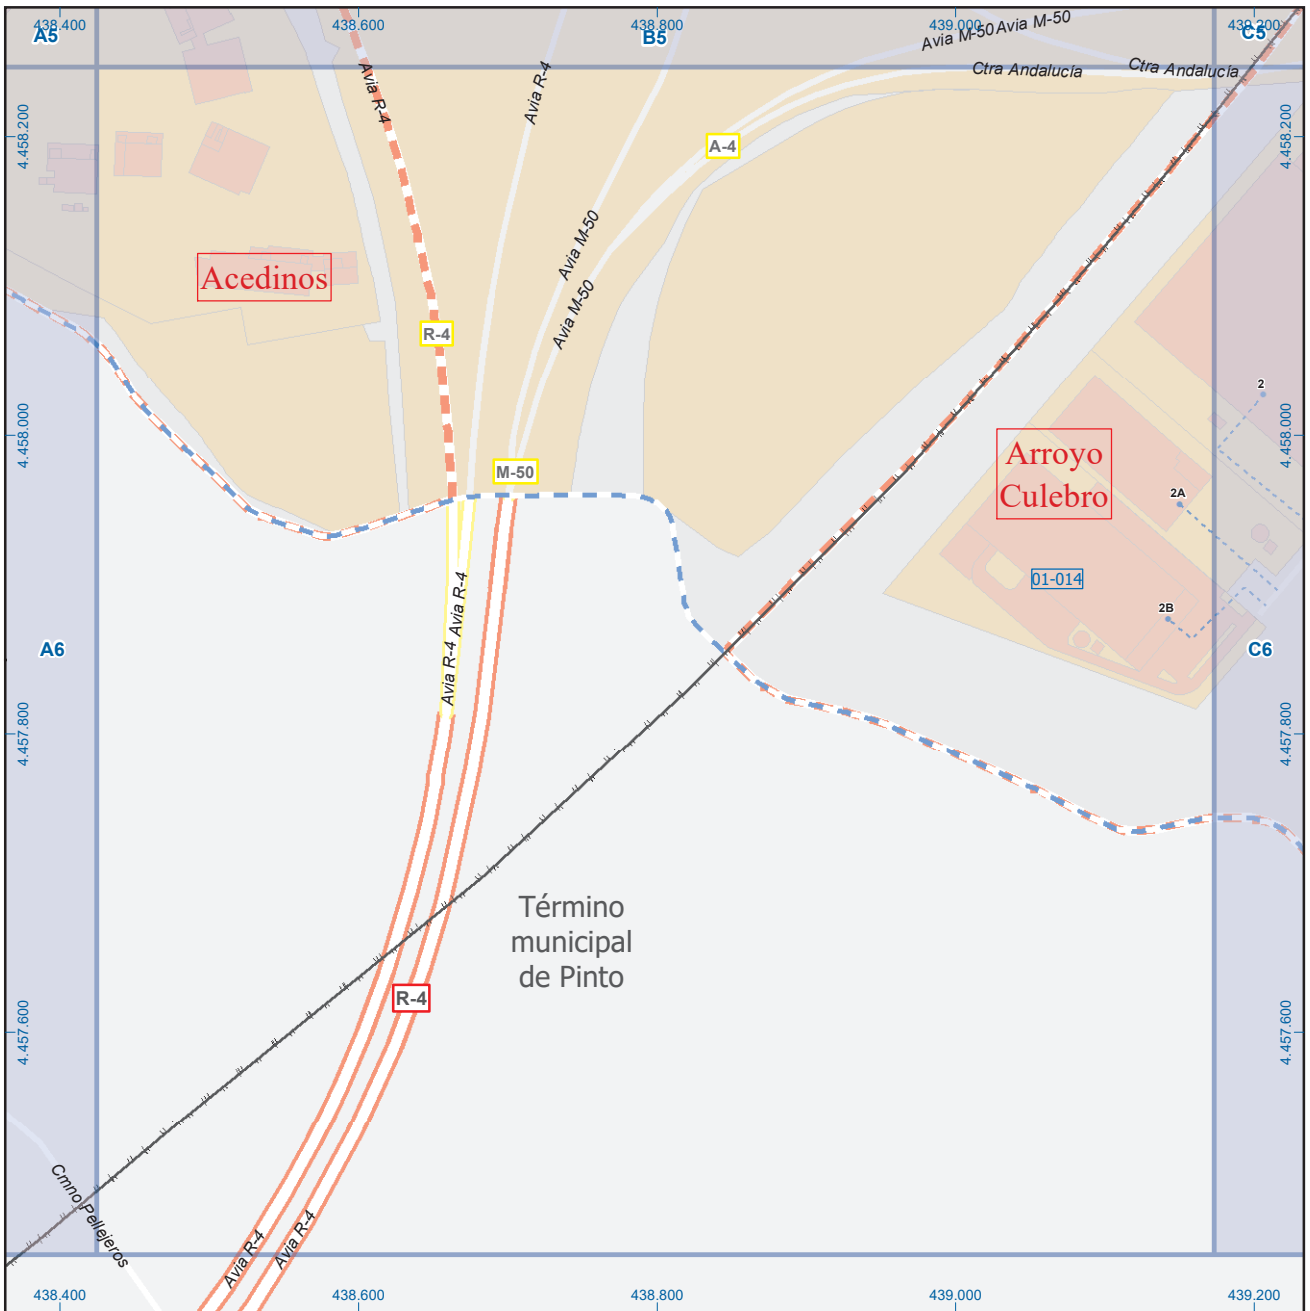 438.400
438.600
438.800
439.000
439.200
A5
B5
C5
Avia M-50
Avia M-50
Ctra Andalucía
Ctra Andalucía
Avia R-4
Avia R-4
4.458.200
4.458.200
A-4
Avia M-50
Avia M-50
Acedinos
R-4
2
4.458.000
4.458.000
Arroyo
Culebro
M-50
2A
01-014
2B
Avia R-4
Avia R-4
A6
C6
4.457.800
4.457.800
Término
municipal
de Pinto
R-4
4.457.600
4.457.600
Cmno Pellejeros
Avia R-4
Avia R-4
438.400
438.600
438.800
439.000
439.200